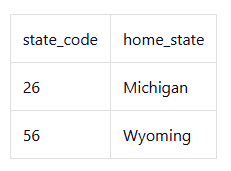 state_code home_state
26 Michigan
56 Wyoming